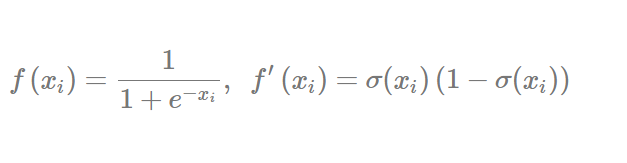 f(xᵢ) = 1 / (1 + e^(−xᵢ)), f′(xᵢ) = σ(xᵢ)(1 − σ(xᵢ))